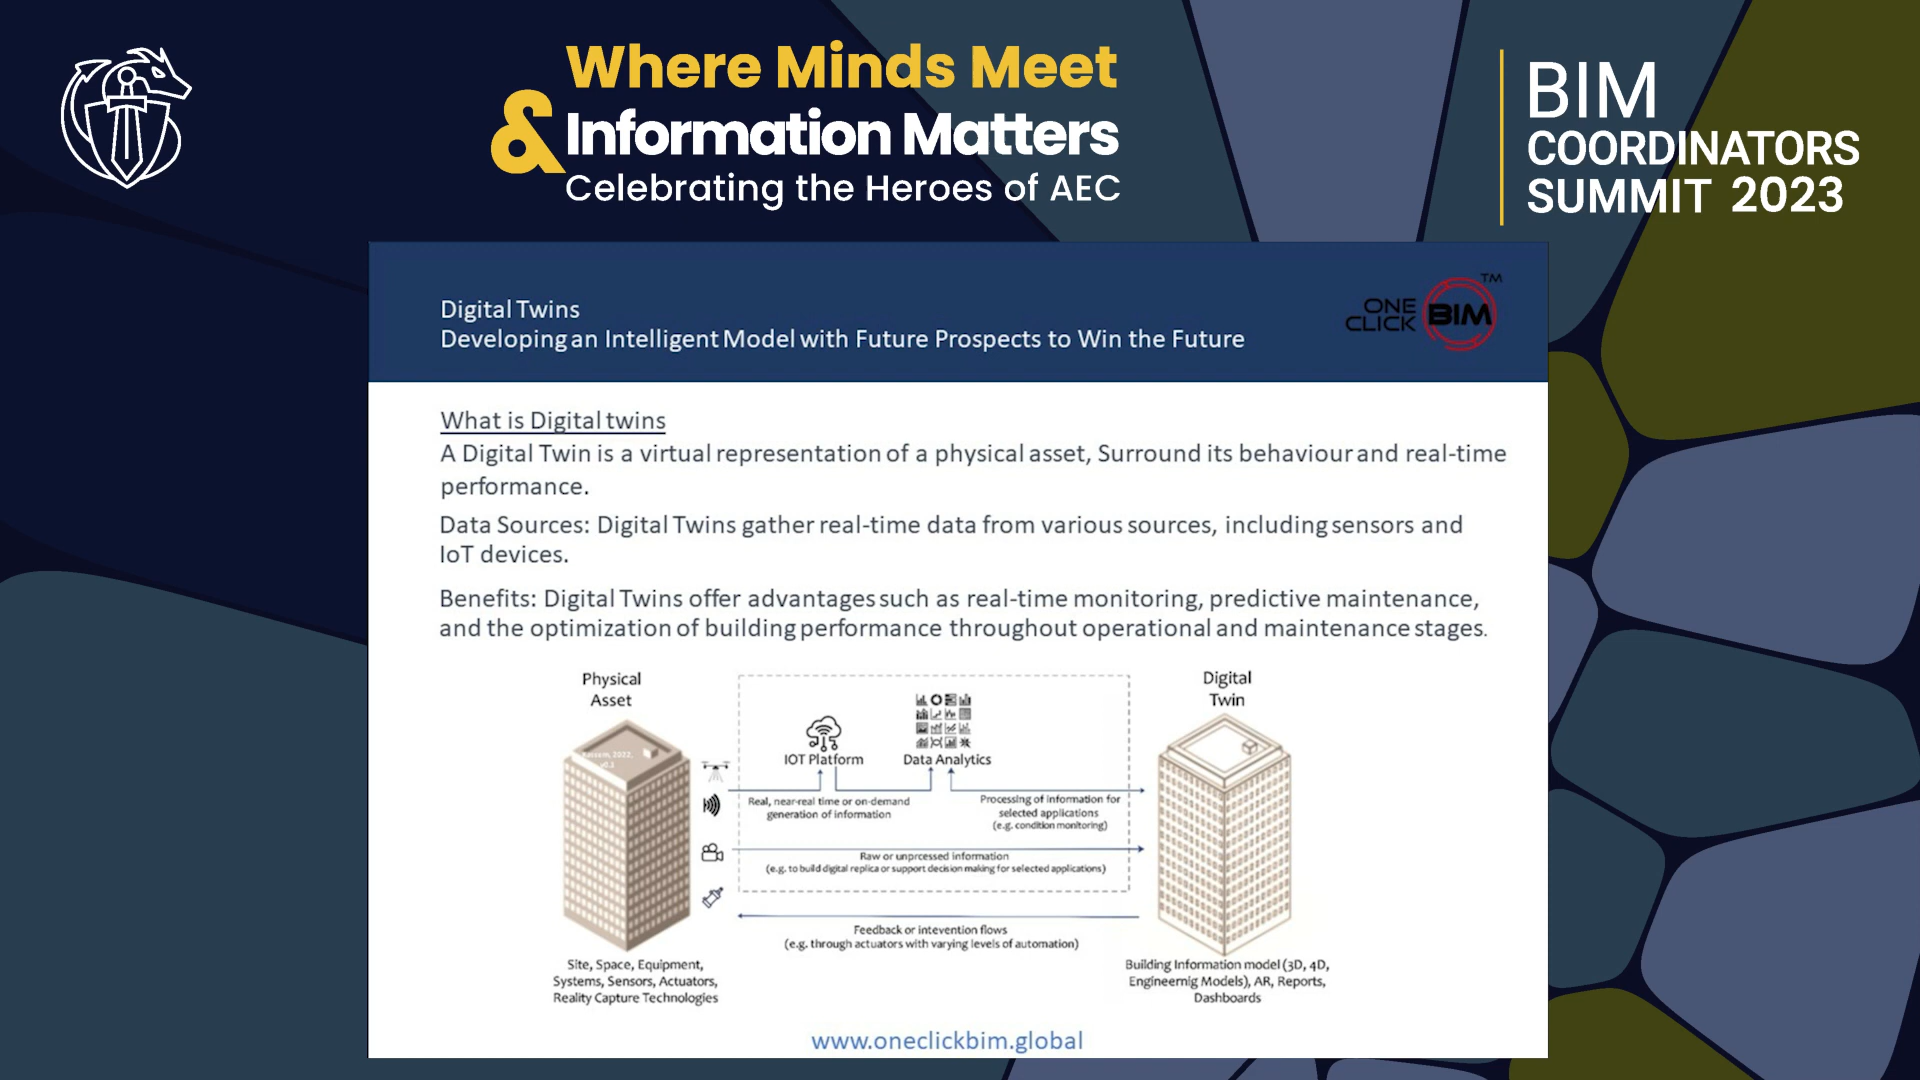 Where Minds Meet
& Information Matters
Celebrating the Heroes of AEC
BIM
COORDINATORS
SUMMIT 2023
Digital Twins
Developing an Intelligent Model with Future Prospects to Win the Future
ONE
CLICK
BIM
TM
What is Digital twins
A Digital Twin is a virtual representation of a physical asset, Surround its behaviour and real-time
performance.
Data Sources: Digital Twins gather real-time data from various sources, including sensors and
IoT devices.
Benefits: Digital Twins offer advantages such as real-time monitoring, predictive maintenance,
and the optimization of building performance throughout operational and maintenance stages.
Physical
Asset
Digital
Twin
IOT Platform
Data Analytics
Real, near-real time or on-demand
generation of information
Processing of information for
selected applications
(e.g. condition monitoring)
Raw or unprcessed information
(e.g. to build digital replica or support decision making for selected applications)
Feedback or intevention flows
(e.g. through actuators with varying levels of automation)
Site, Space, Equipment,
Systems, Sensors, Actuators,
Reality Capture Technologies
Building Information model (3D, 4D,
Engineernig Models), AR, Reports,
Dashboards
www.oneclickbim.global